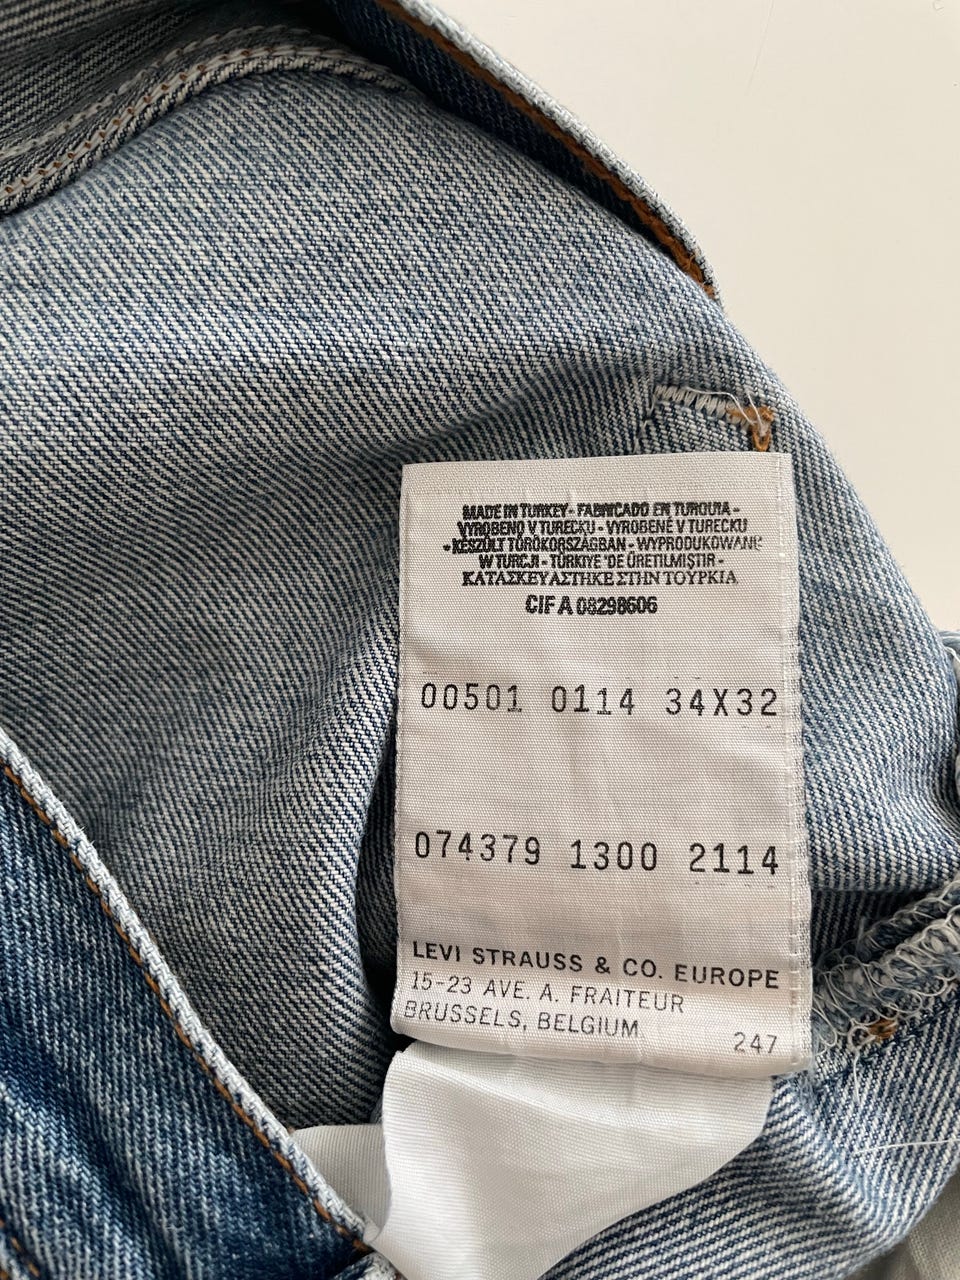 MADE IN TURKEY - FABRICADO EN TURQUIA -
VYROBENO V TURECKU - VYROBENÉ V TURECKU
- KÉSZÜLT TÖRÖKORSZÁGBAN - WYPRODUKOWANE
W TURCJI - TÜRKIYE 'DE ÜRETILMIŞTIR -
ΚΑΤΑΣΚΕΥΑΣΤΗΚΕ ΣΤΗΝ ΤΟΥΡΚΙΑ
CIF A 08298606
00501 0114 34X32
074379 1300 2114
LEVI STRAUSS & CO. EUROPE
15-23 AVE. A. FRAITEUR
BRUSSELS, BELGIUM 247